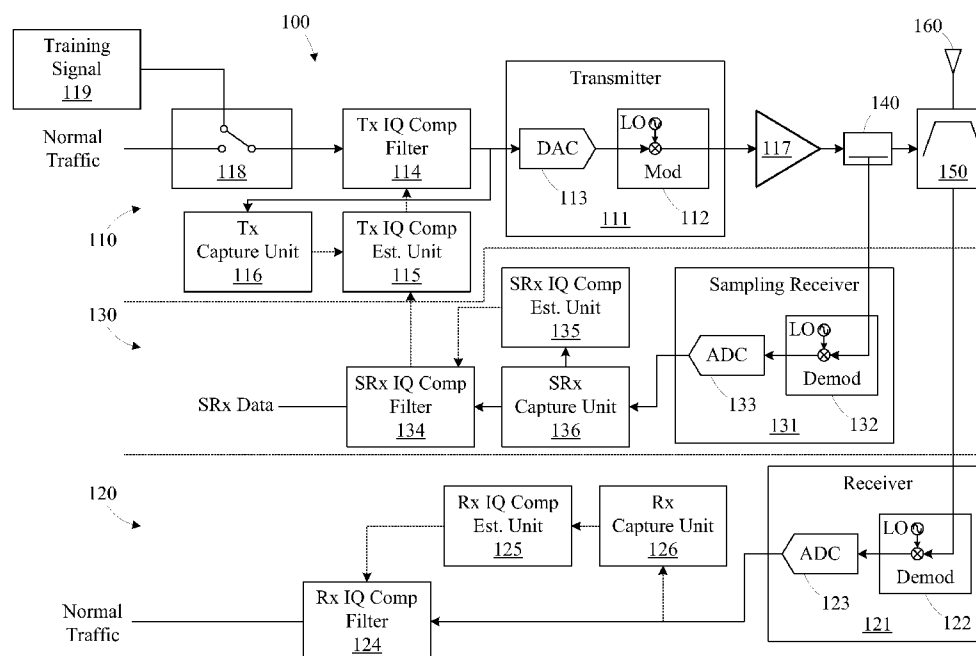 100
Training
Signal
119
Normal
Traffic
118
Tx IQ Comp
Filter
114
Transmitter
DAC
113
LO
Mod
112
111
117
140
160
150
110
Tx
Capture Unit
116
Tx IQ Comp
Est. Unit
115
130
SRx IQ Comp
Est. Unit
135
Sampling Receiver
LO
Demod
132
ADC
133
131
SRx Data
SRx IQ Comp
Filter
134
SRx
Capture Unit
136
120
Rx IQ Comp
Est. Unit
125
Rx
Capture Unit
126
Receiver
LO
Demod
122
ADC
123
121
Normal
Traffic
Rx IQ Comp
Filter
124